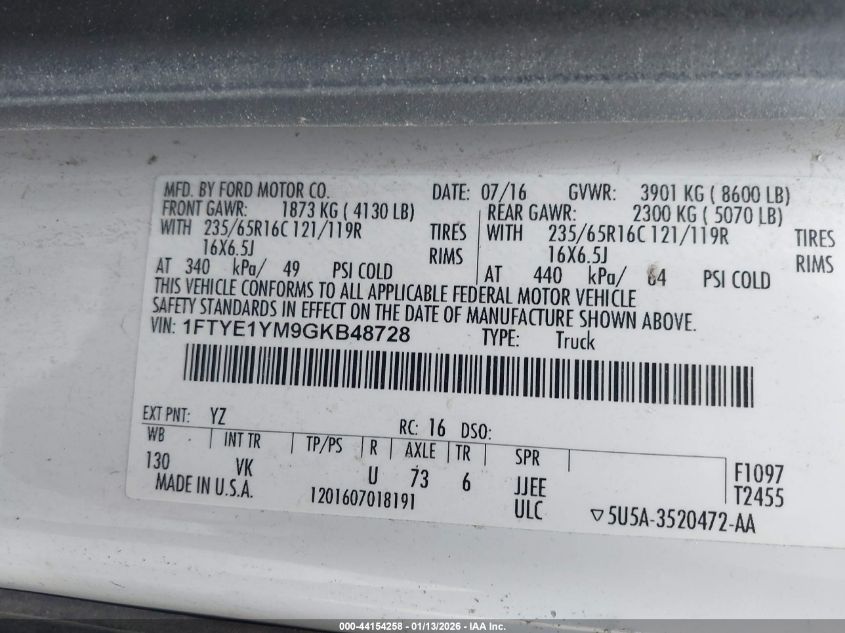 MFD. BY FORD MOTOR CO. DATE: 07/16 GVWR: 3901 KG ( 8600 LB)
FRONT GAWR: 1873 KG ( 4130 LB) REAR GAWR: 2300 KG ( 5070 LB)
WITH 235/65R16C 121/119R TIRES WITH 235/65R16C 121/119R TIRES
16X6.5J RIMS 16X6.5J RIMS
AT 340 kPa/ 49 PSI COLD AT 440 kPa/ 64 PSI COLD
THIS VEHICLE CONFORMS TO ALL APPLICABLE FEDERAL MOTOR VEHICLE
SAFETY STANDARDS IN EFFECT ON THE DATE OF MANUFACTURE SHOWN ABOVE.
VIN: 1FTYE1YM9GKB48728 TYPE: Truck
EXT PNT: YZ RC: 16 DSO:
WB INT TR TP/PS R AXLE TR SPR
130 VK U 73 6 JJEE F1097
MADE IN U.S.A. 1201607018191 ULC T2455
▽5U5A-3520472-AA
000-44154258 - 01/13/2026 - IAA Inc.